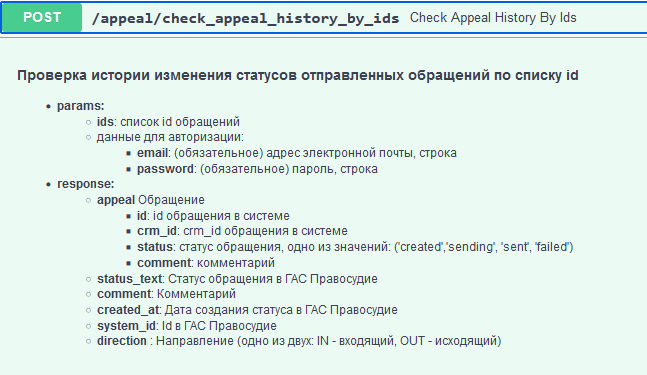 POST /appeal/check_appeal_history_by_ids Check Appeal History By Ids
Проверка истории изменения статусов отправленных обращений по списку id
params:
ids: список id обращений
данные для авторизации:
email: (обязательное) адрес электронной почты, строка
password: (обязательное) пароль, строка
response:
appeal Обращение
id: id обращения в системе
crm_id: crm_id обращения в системе
status: статус обращения, одно из значений: ('created','sending', 'sent', 'failed')
comment: комментарий
status_text: Статус обращения в ГАС Правосудие
comment: Комментарий
created_at: Дата создания статуса в ГАС Правосудие
system_id: Id в ГАС Правосудие
direction : Направление (одно из двух: IN - входящий, OUT - исходящий)